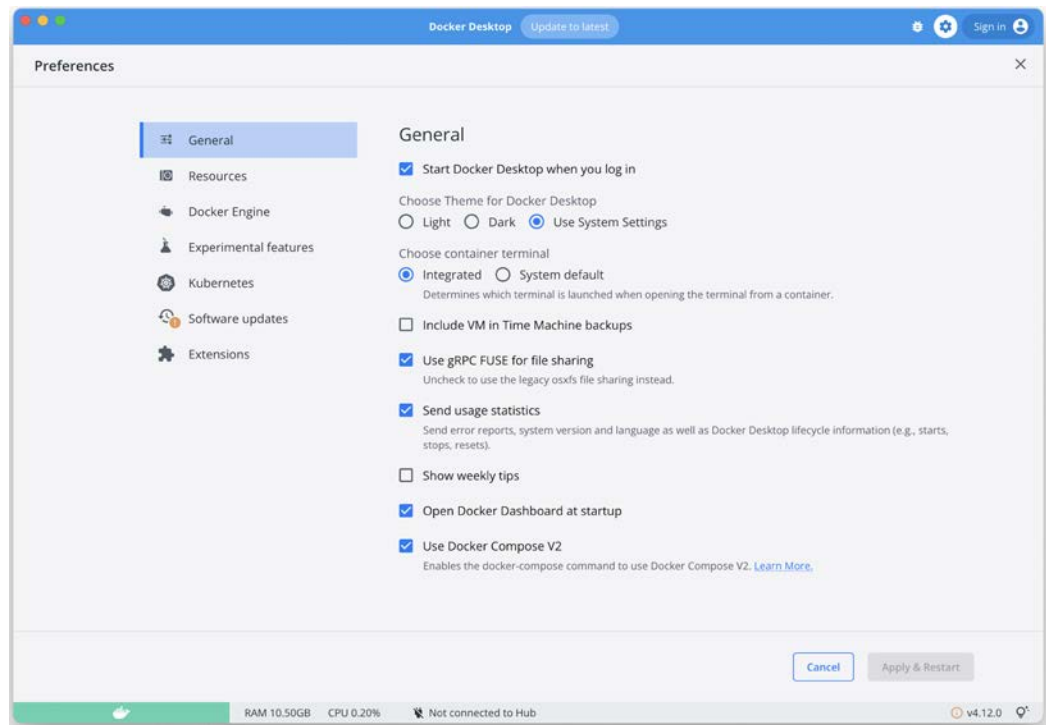 Docker Desktop Update to latest Sign in
Preferences
General
Resources
Docker Engine
Experimental features
Kubernetes
Software updates
Extensions
General
Start Docker Desktop when you log in
Choose Theme for Docker Desktop
Light Dark Use System Settings
Choose container terminal
Integrated System default
Determines which terminal is launched when opening the terminal from a container.
Include VM in Time Machine backups
Use gRPC FUSE for file sharing
Uncheck to use the legacy osxfs file sharing instead.
Send usage statistics
Send error reports, system version and language as well as Docker Desktop lifecycle information (e.g., starts,
stops, resets).
Show weekly tips
Open Docker Dashboard at startup
Use Docker Compose V2
Enables the docker-compose command to use Docker Compose V2. Learn More.
Cancel Apply & Restart
RAM 10.50GB CPU 0.20% Not connected to Hub v4.12.0